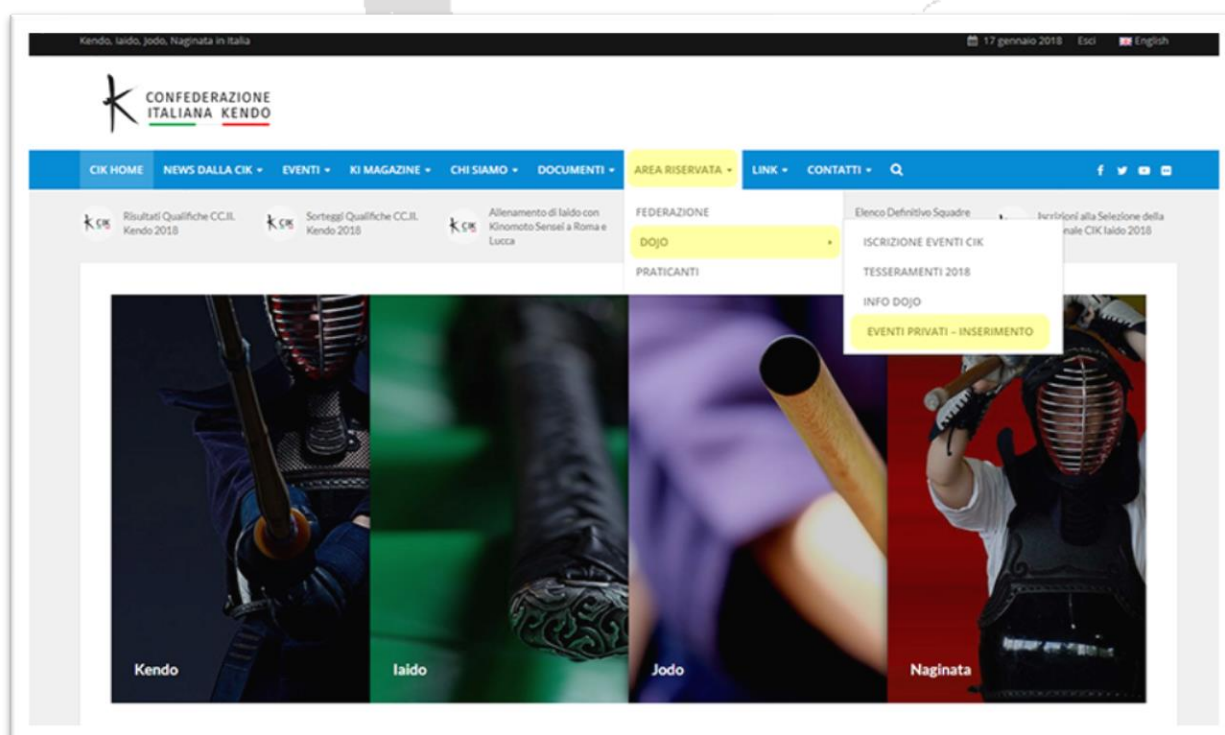 Kendo, Iaido, Jodo, Naginata in Italia
17 gennaio 2018 Esci English
CONFEDERAZIONE
ITALIANA KENDO
CIK HOME NEWS DALLA CIK EVENTI KI MAGAZINE CHI SIAMO DOCUMENTI AREA RISERVATA LINK CONTATTI
CIK Risultati Qualifiche CC.II.
Kendo 2018
CIK Sorteggi Qualifiche CC.II.
Kendo 2018
CIK Allenamento di Iaido con
Kinomoto Sensei a Roma e
Lucca
FEDERAZIONE
DOJO
PRATICANTI
Elenco Definitivo Squadre
Iscrizioni alla Selezione della
CIK Iaido 2018
ISCRIZIONE EVENTI CIK
TESSERAMENTI 2018
INFO DOJO
EVENTI PRIVATI – INSERIMENTO
Kendo
Iaido
Jodo
Naginata